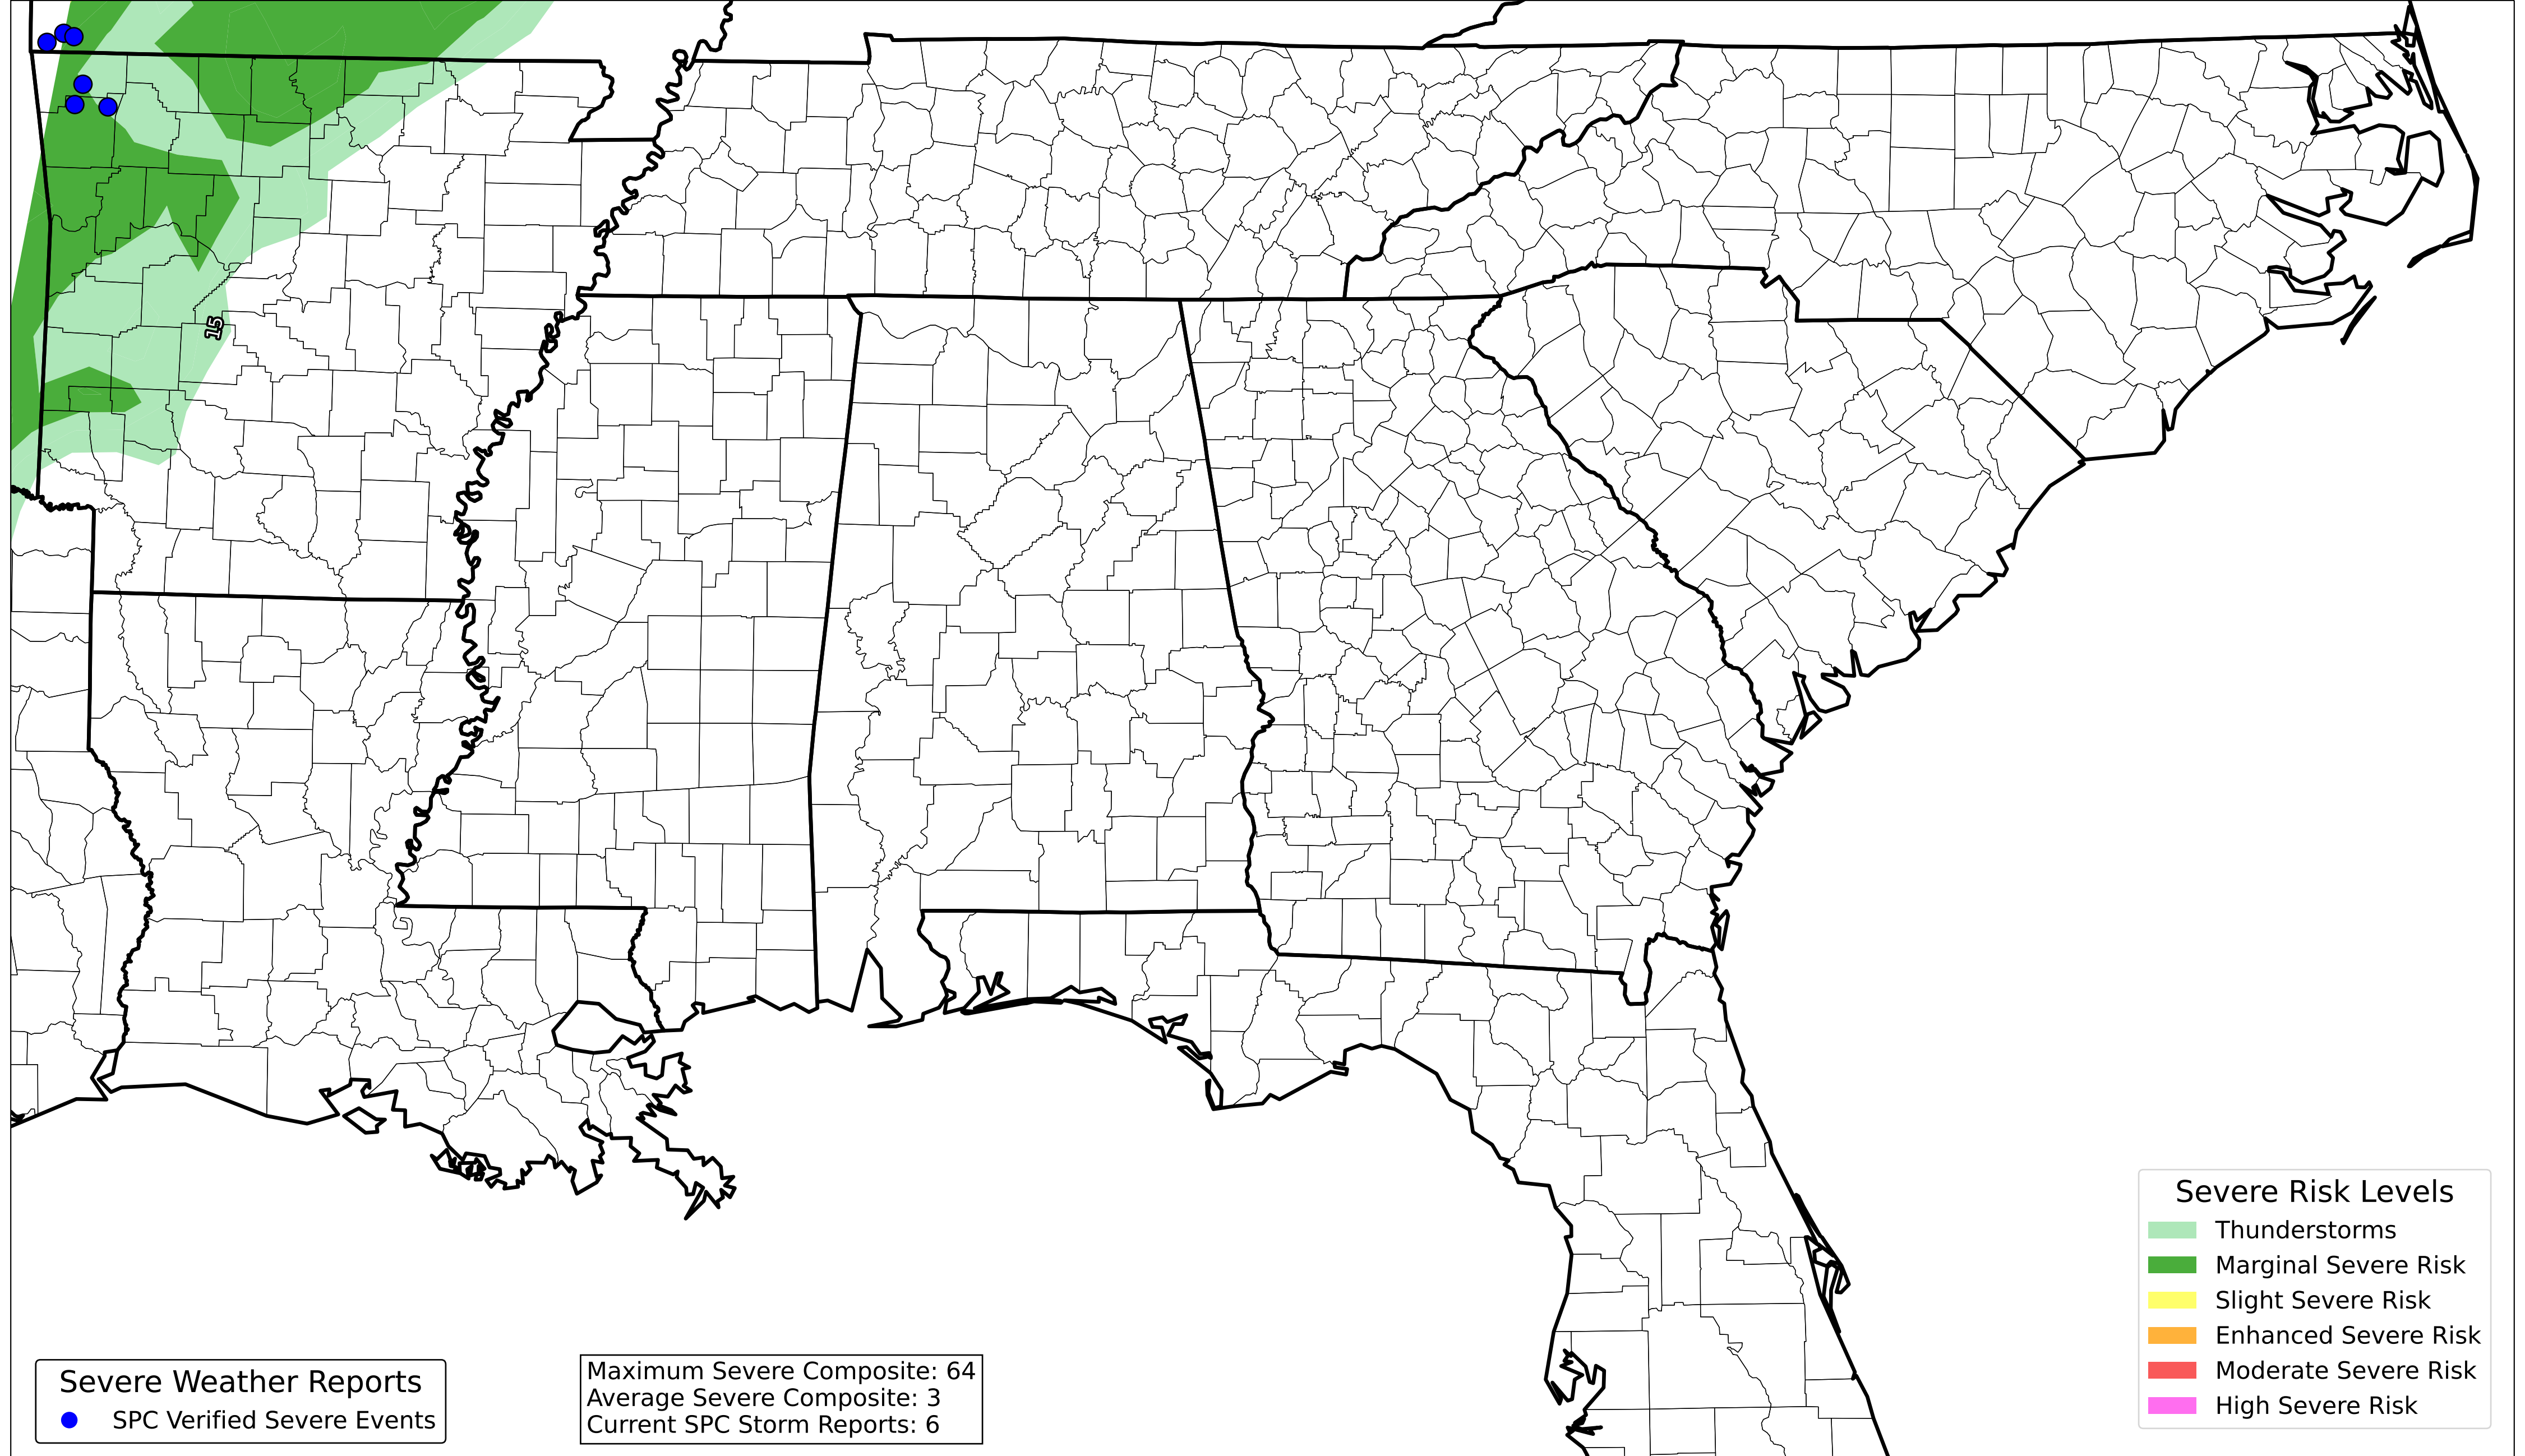 15
Severe Weather Reports
SPC Verified Severe Events
Maximum Severe Composite: 64
Average Severe Composite: 3
Current SPC Storm Reports: 6
Severe Risk Levels
Thunderstorms
Marginal Severe Risk
Slight Severe Risk
Enhanced Severe Risk
Moderate Severe Risk
High Severe Risk